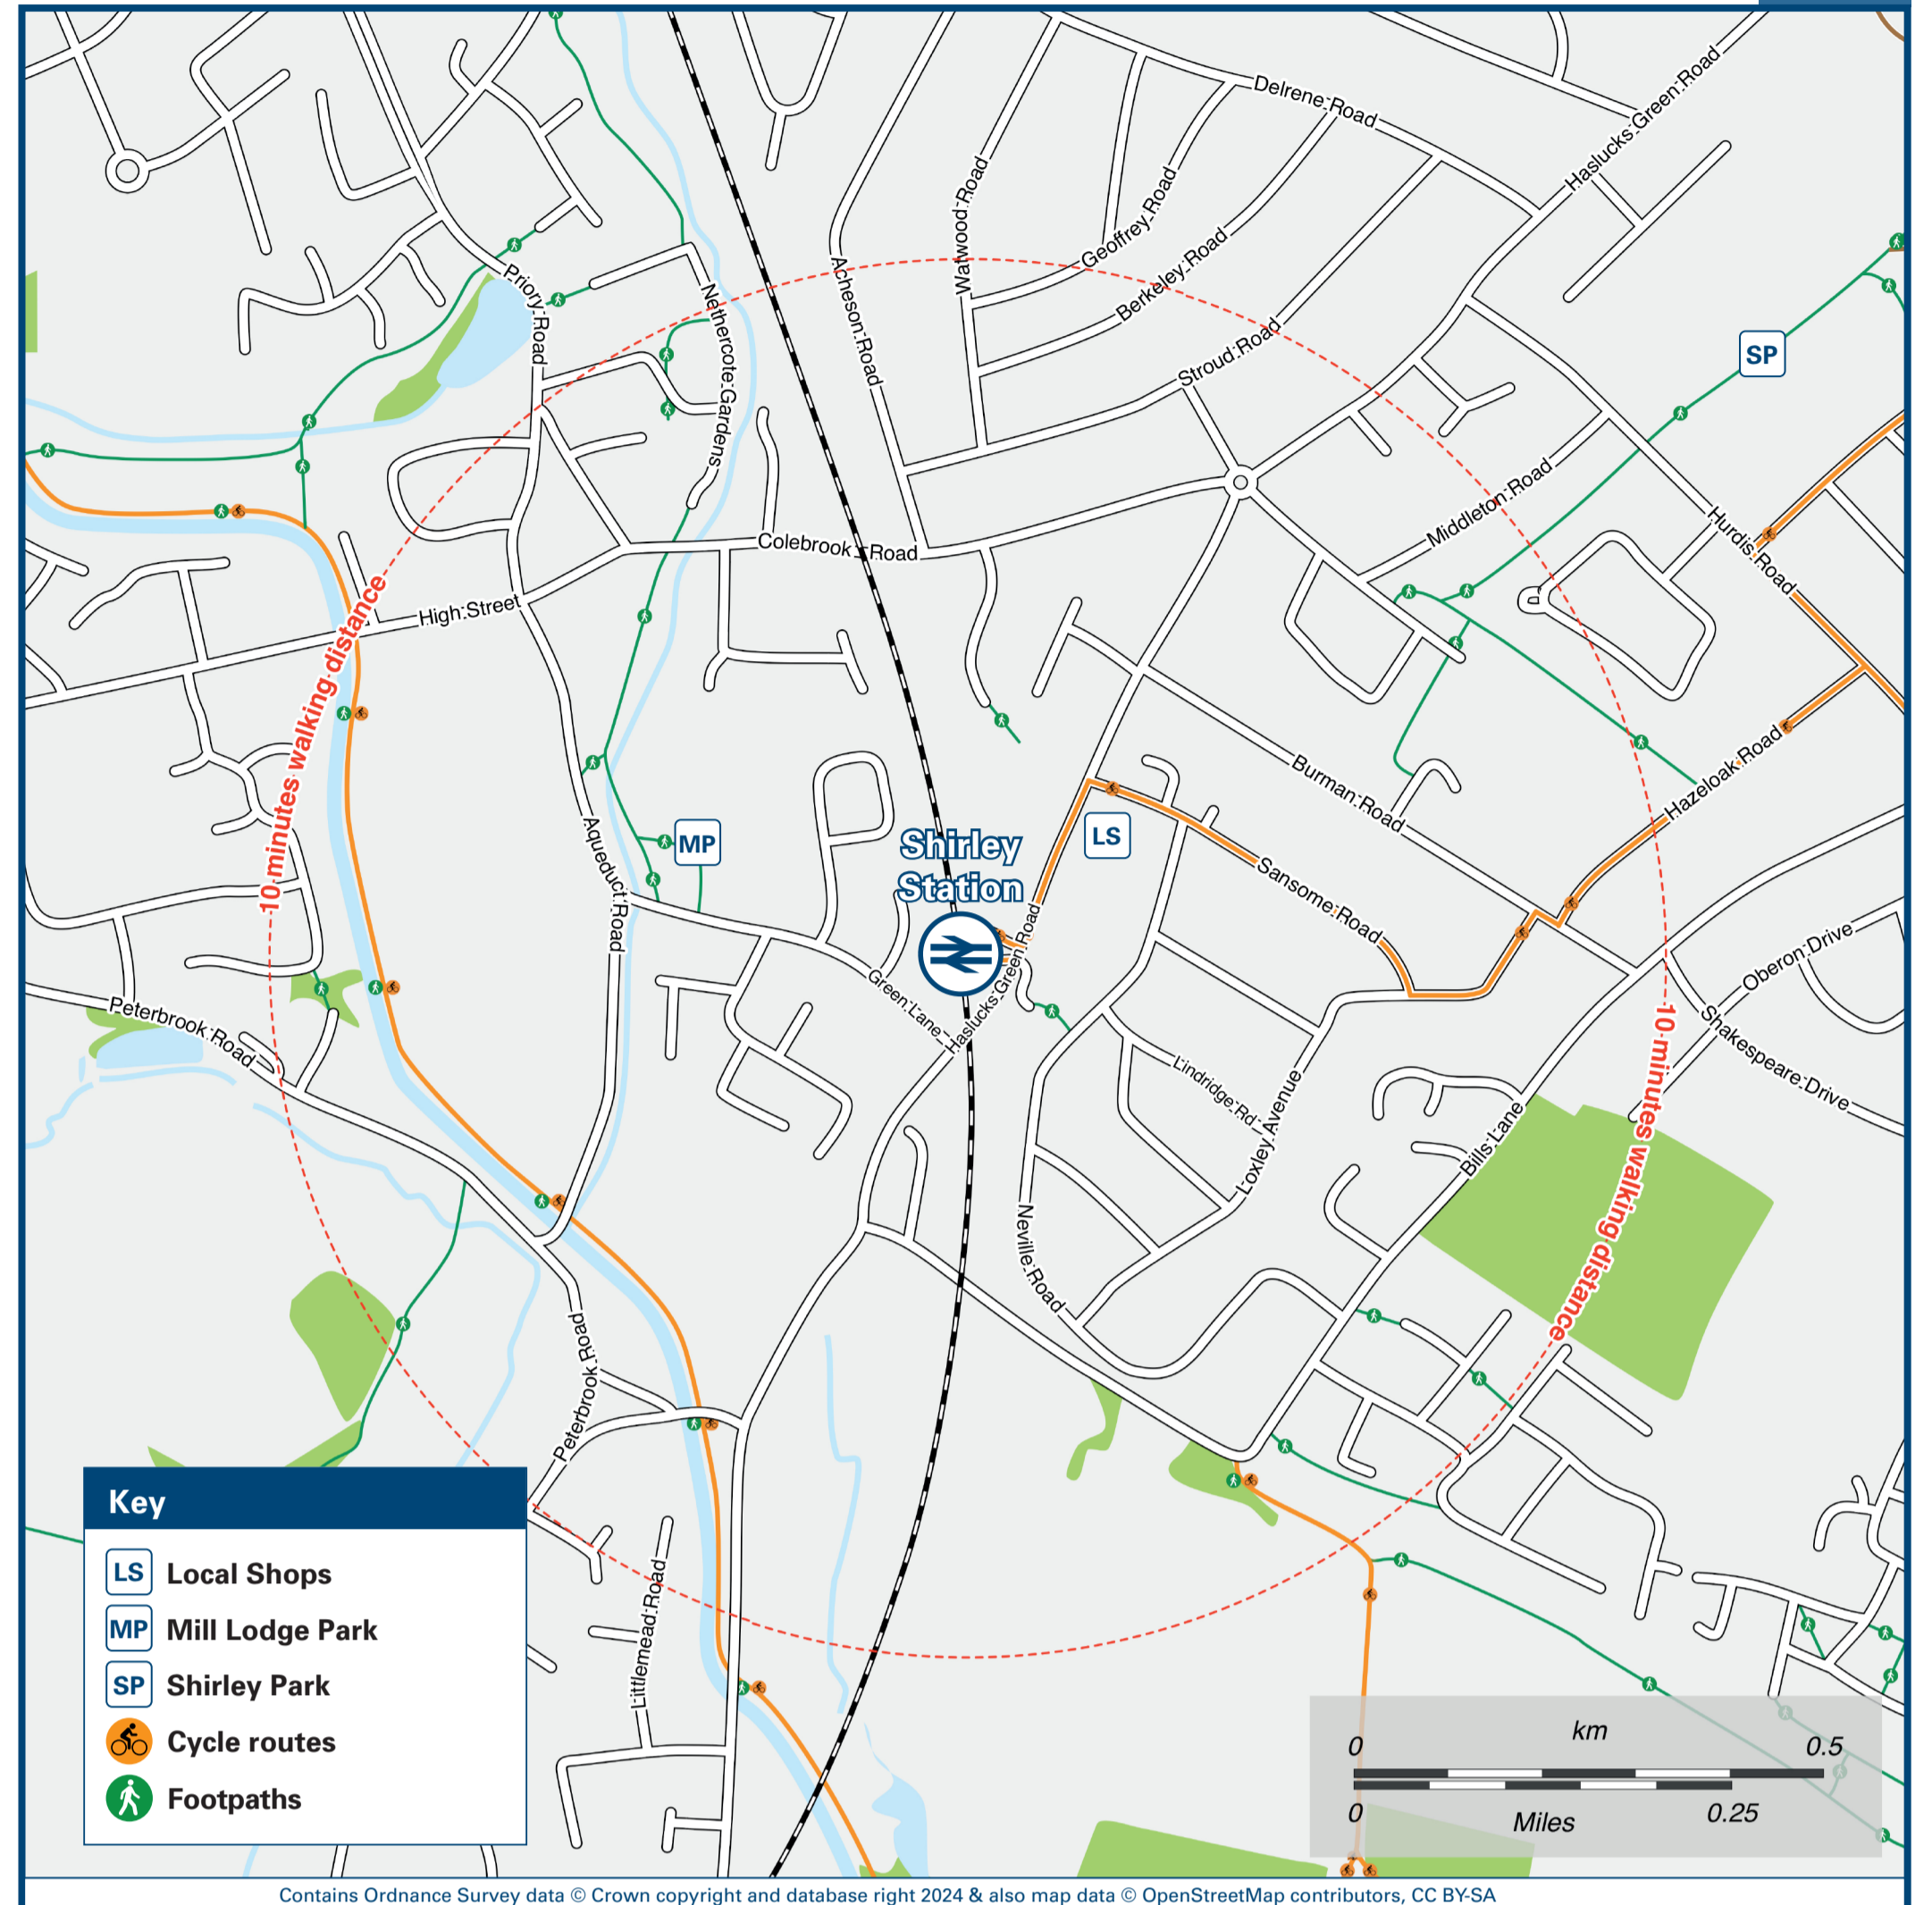 Delrene Road
Haslucks Green Road
Watwood Road
Geoffrey Road
Berkeley Road
Acheson Road
Priory Road
Nethercote Gardens
Stroud Road
SP
Middleton Road
Hurdis Road
Colebrook Road
High Street
10 minutes walking distance
Burman Road
Hazeloak Road
Aqueduct Road
MP
Shirley
Station
LS
Sansome Road
Green Lane
Haslucks Green Road
Oberon Drive
Shakespeare Drive
Peterbrook Road
Lindridge Rd
Loxley Avenue
Bills Lane
10 minutes walking distance
Neville Road
Peterbrook Road
Littlemead Road
Key
LS Local Shops
MP Mill Lodge Park
SP Shirley Park
Cycle routes
Footpaths
km
0 0.5
0 0.25
Miles
Contains Ordnance Survey data © Crown copyright and database right 2024 & also map data © OpenStreetMap contributors, CC BY-SA